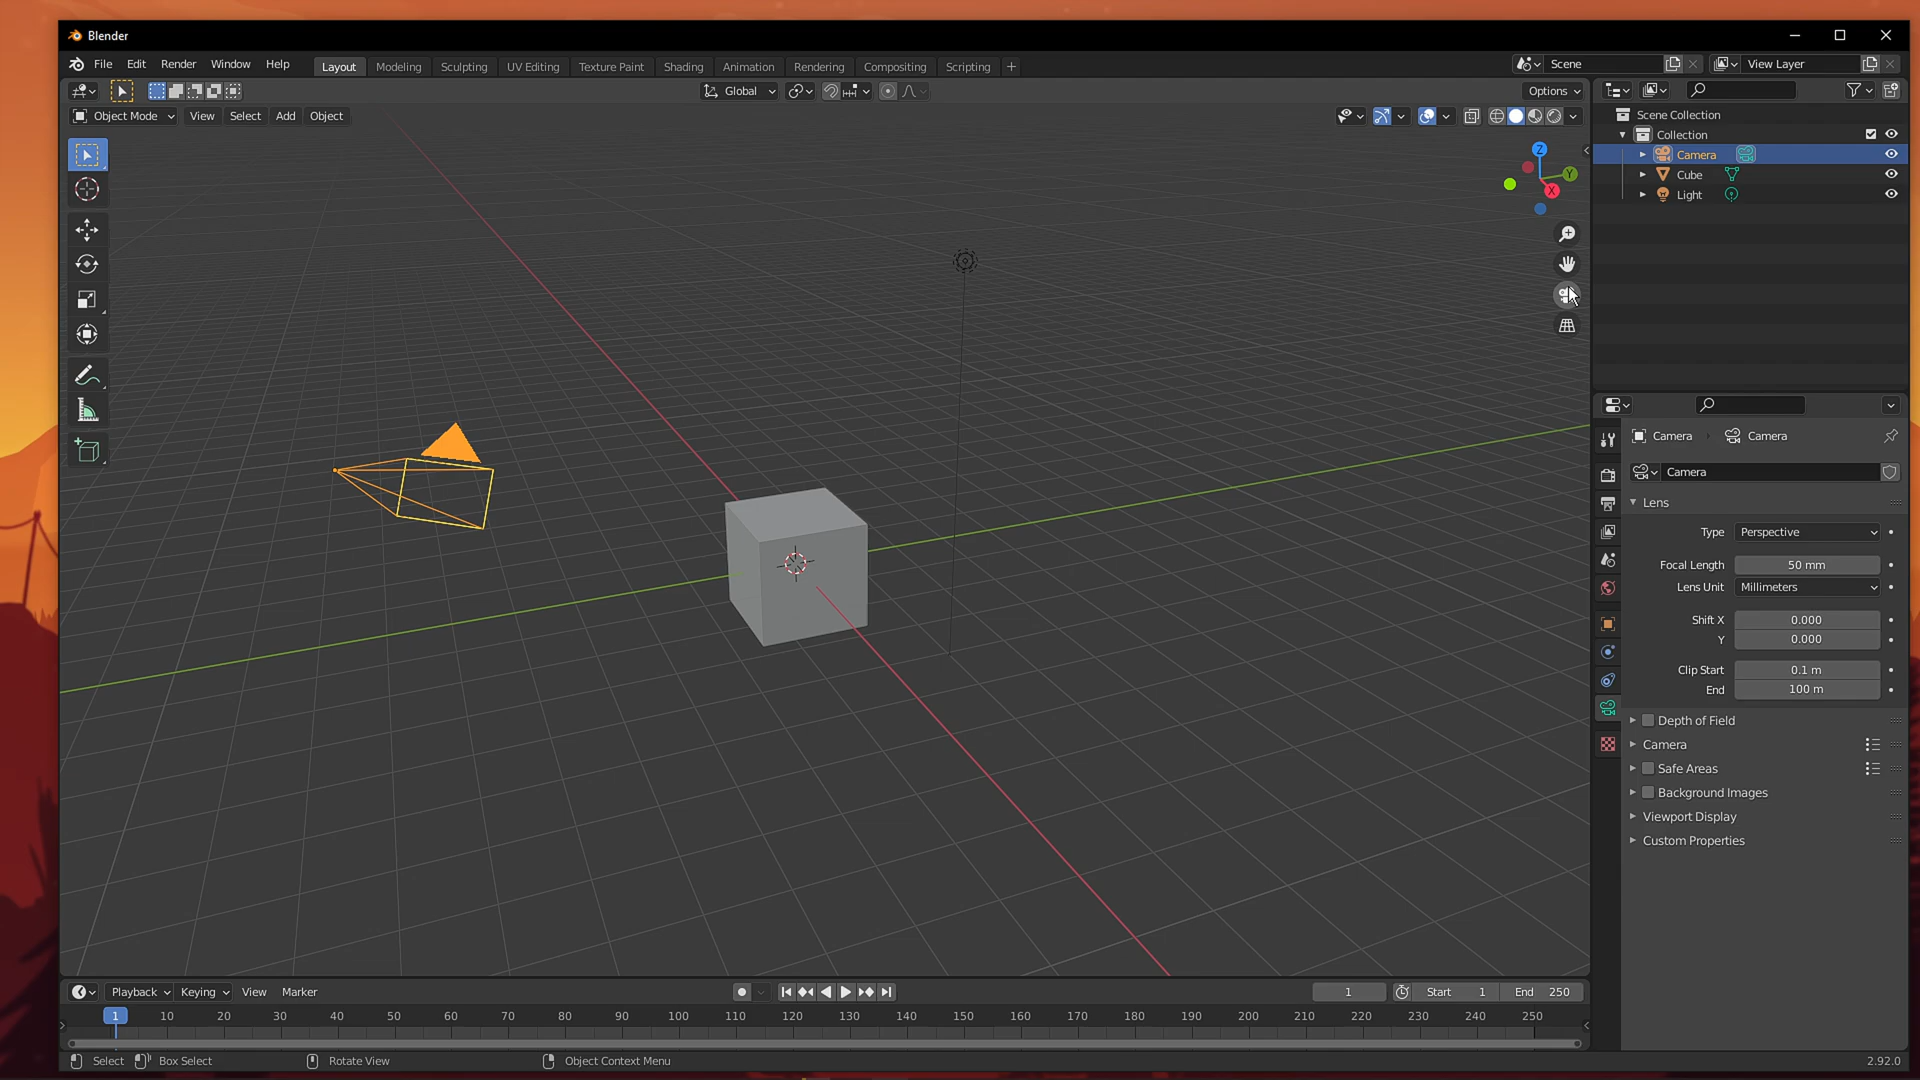 Blender
File Edit Render Window Help Layout Modeling Sculpting UV Editing Texture Paint Shading Animation Rendering Compositing Scripting + Scene View Layer
Global Options
Object Mode View Select Add Object
Z
Y
X
Scene Collection
Collection
Camera
Cube
Light
Camera › Camera
Camera
Lens
Type Perspective
Focal Length 50 mm
Lens Unit Millimeters
Shift X 0.000
Y 0.000
Clip Start 0.1 m
End 100 m
Depth of Field
Camera
Safe Areas
Background Images
Viewport Display
Custom Properties
Playback Keying View Marker 1 Start 1 End 250
1 10 20 30 40 50 60 70 80 90 100 110 120 130 140 150 160 170 180 190 200 210 220 230 240 250
Select Box Select Rotate View Object Context Menu 2.92.0